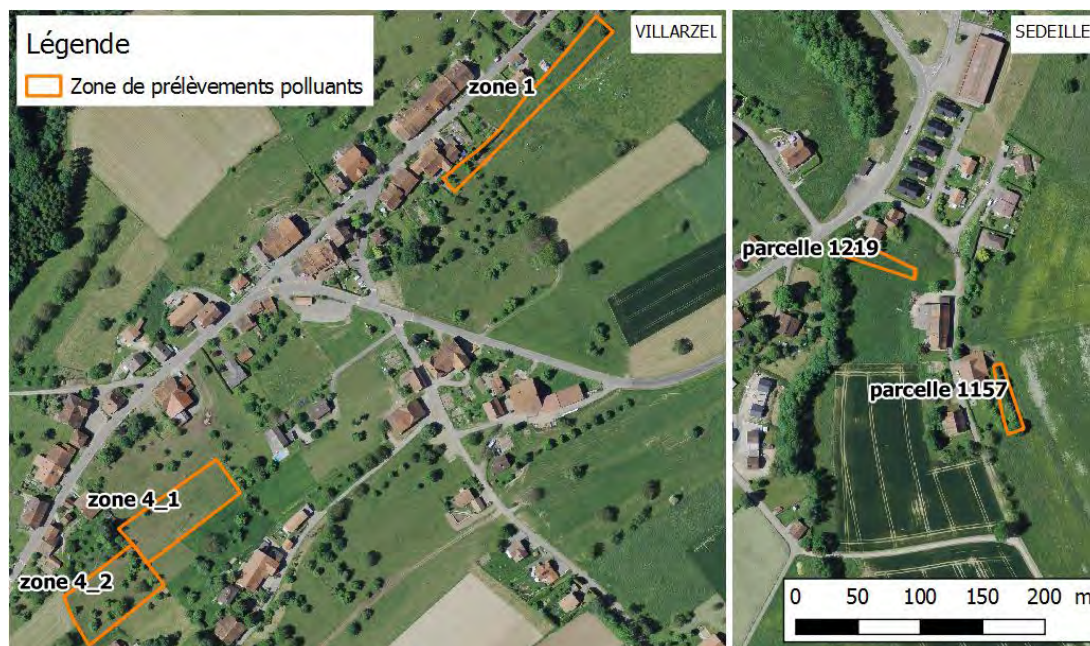 Légende
Zone de prélèvements polluants
VILLARZEL
zone 1
zone 4_1
zone 4_2
SEDEILLE
parcelle 1219
parcelle 1157
0 50 100 150 200 m